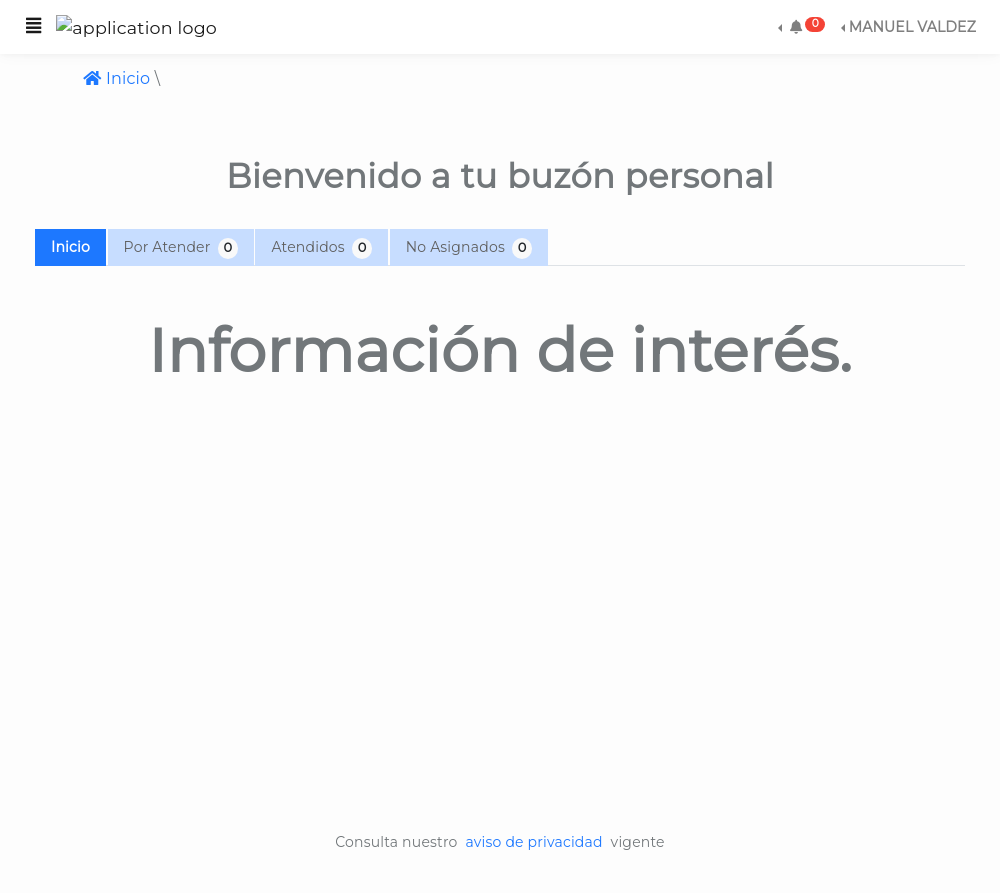 application logo
0
MANUEL VALDEZ
Inicio \
Bienvenido a tu buzón personal
Inicio Por Atender 0 Atendidos 0 No Asignados 0
Información de interés.
Consulta nuestro aviso de privacidad vigente